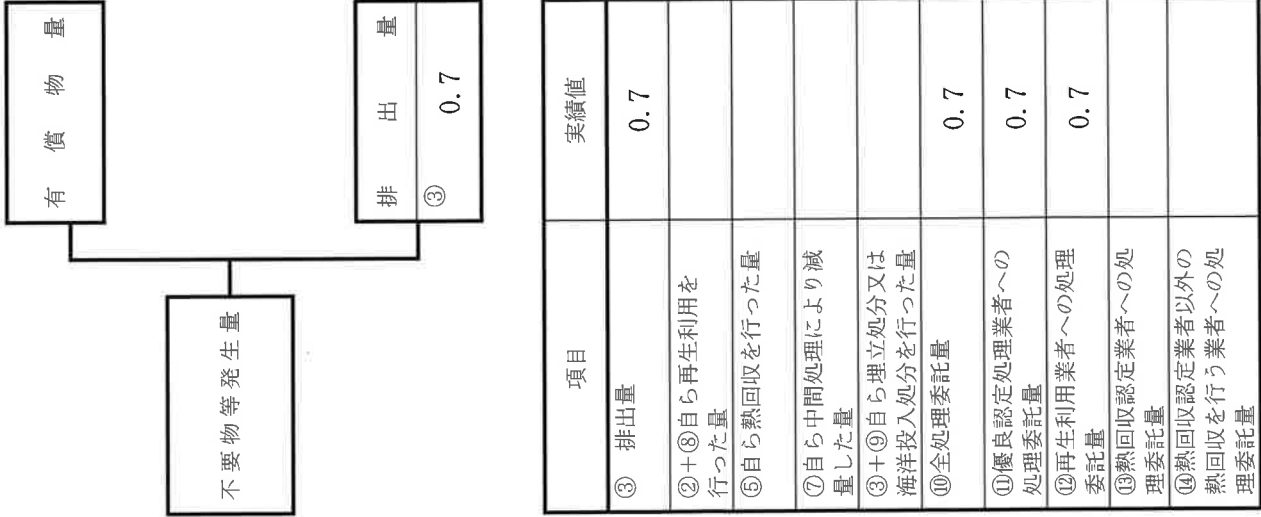 有償物量
排出量
③ 0.7
不要物等発生量
項目 実績値
③ 排出量 0.7
②+⑧自ら再生利用を
行った量
⑤自ら熱回収を行った量
⑦自ら中間処理により減
量した量
③+⑨自ら埋立処分又は
海洋投入処分を行った量
⑩全処理委託量 0.7
⑪優良認定処理業者への
処理委託量 0.7
⑫再生利用業者への処理
委託量 0.7
⑬熱回収認定業者への処
理委託量
⑭熱回収認定業者以外の
熱回収を行う業者への処
理委託量